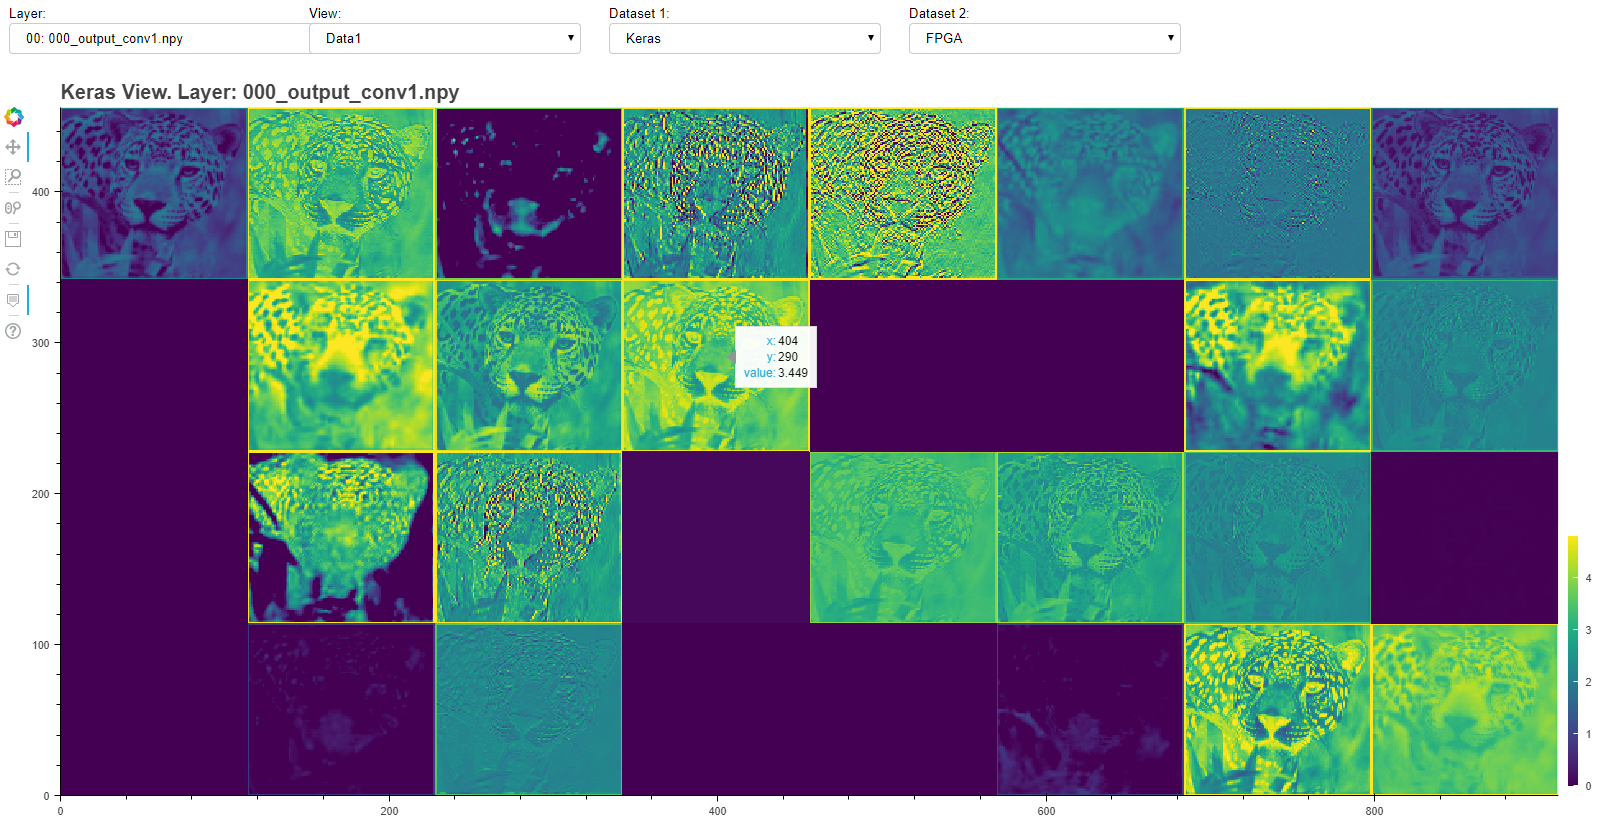 Layer: View: Dataset 1: Dataset 2:
00: 000_output_conv1.npy Data1 Keras FPGA
Keras View. Layer: 000_output_conv1.npy
400
300
x: 404
y: 290
value: 3.449
200
4
3
100
2
1
0
0
0 200 400 600 800